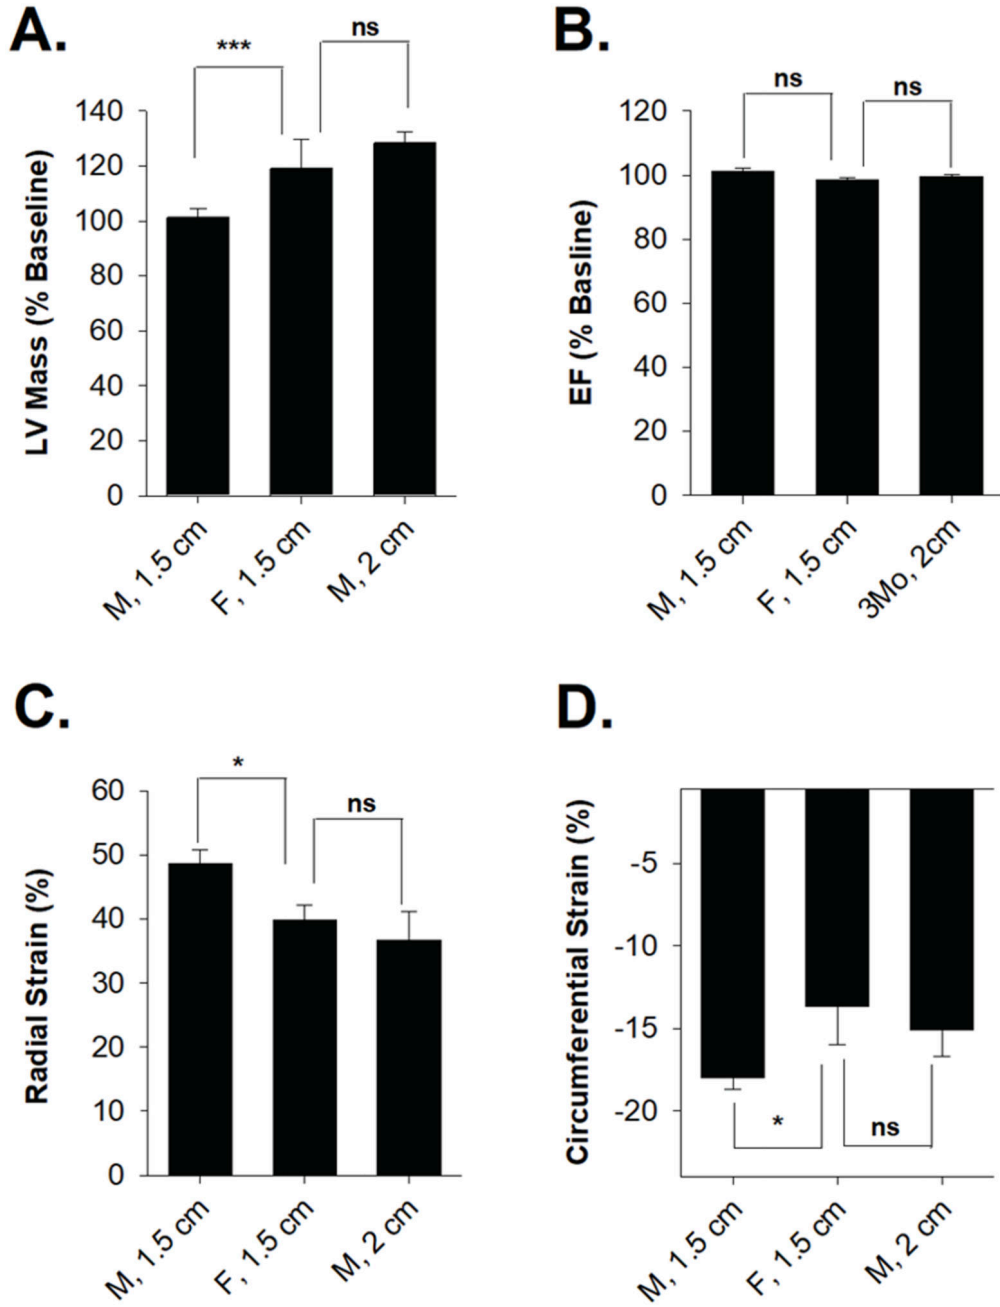 A.
***
ns
LV Mass (% Baseline)
140
120
100
80
60
40
20
0
M, 1.5 cm
F, 1.5 cm
M, 2 cm
B.
ns
ns
EF (% Basline)
120
100
80
60
40
20
0
M, 1.5 cm
F, 1.5 cm
3Mo, 2cm
C.
*
ns
Radial Strain (%)
60
50
40
30
20
10
0
M, 1.5 cm
F, 1.5 cm
M, 2 cm
D.
Circumferential Strain (%)
-5
-10
-15
-20
*
ns
M, 1.5 cm
F, 1.5 cm
M, 2 cm